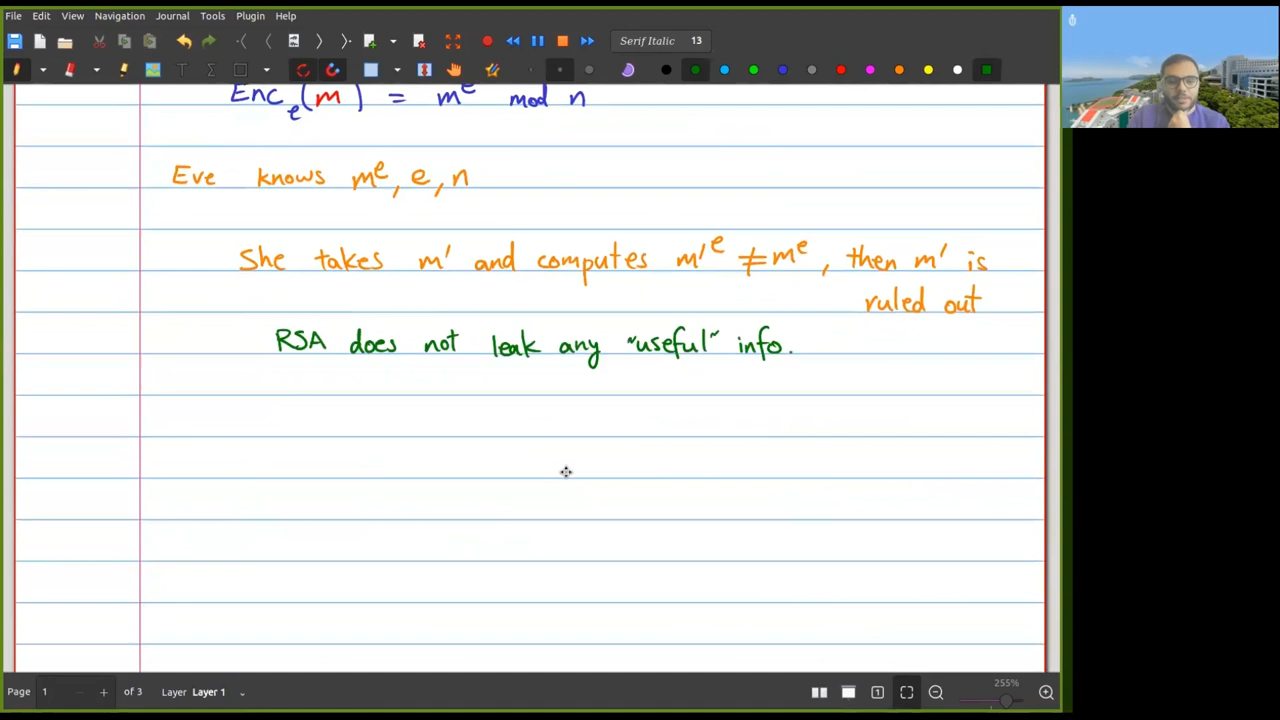 File Edit View Navigation Journal Tools Plugin Help
Serif Italic 13
Enc_e(m) = m^e mod n
Eve knows m^e, e, n
She takes m' and computes m'^e ≠ m^e, then m' is
ruled out
RSA does not leak any "useful" info.
Page 1 of 3 Layer Layer 1 1 255%